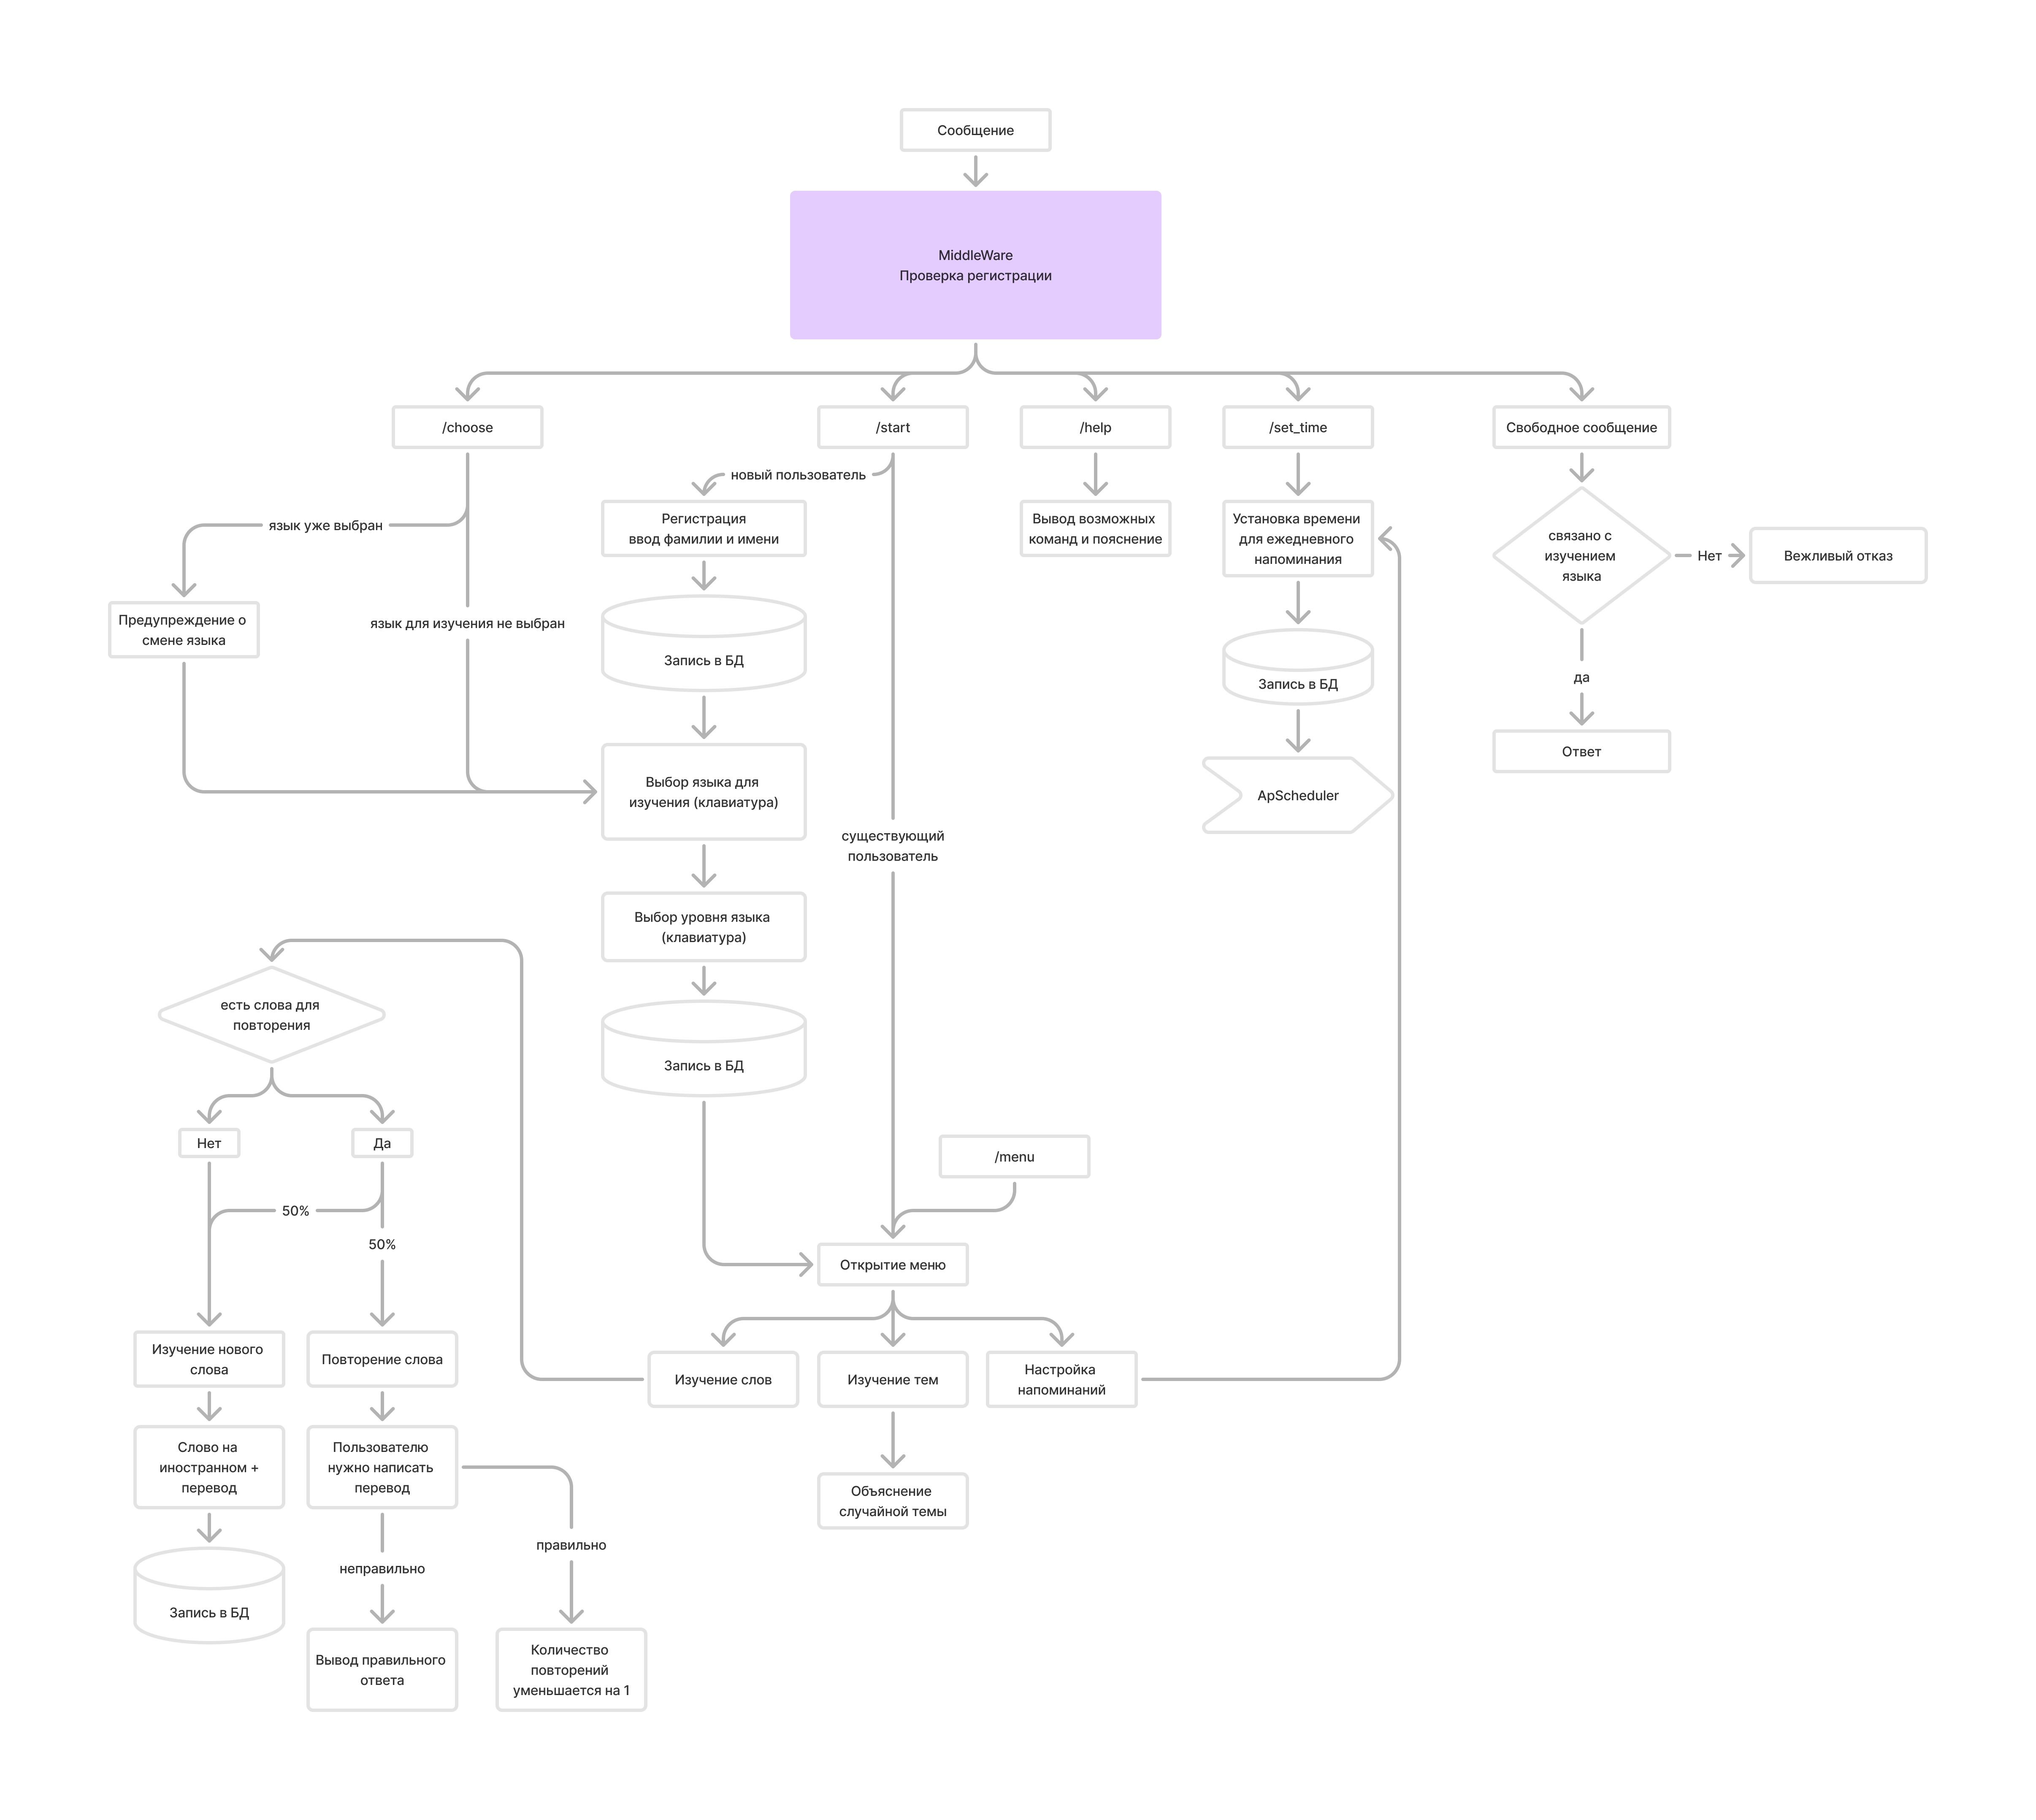 Сообщение
MiddleWare
Проверка регистрации
/choose
/start
/help
/set_time
Свободное сообщение
новый пользователь
язык уже выбран
Регистрация
ввод фамилии и имени
Вывод возможных
команд и пояснение
Установка времени
для ежедневного
напоминания
связано с
изучением
языка
Нет
Вежливый отказ
Предупреждение о
смене языка
язык для изучения не выбран
Запись в БД
Запись в БД
да
Ответ
Выбор языка для
изучения (клавиатура)
ApScheduler
существующий
пользователь
Выбор уровня языка
(клавиатура)
есть слова для
повторения
Запись в БД
Нет
Да
/menu
50%
50%
Открытие меню
Изучение нового
слова
Повторение слова
Изучение слов
Изучение тем
Настройка
напоминаний
Слово на
иностранном +
перевод
Пользователю
нужно написать
перевод
Объяснение
случайной темы
правильно
неправильно
Запись в БД
Вывод правильного
ответа
Количество
повторений
уменьшается на 1